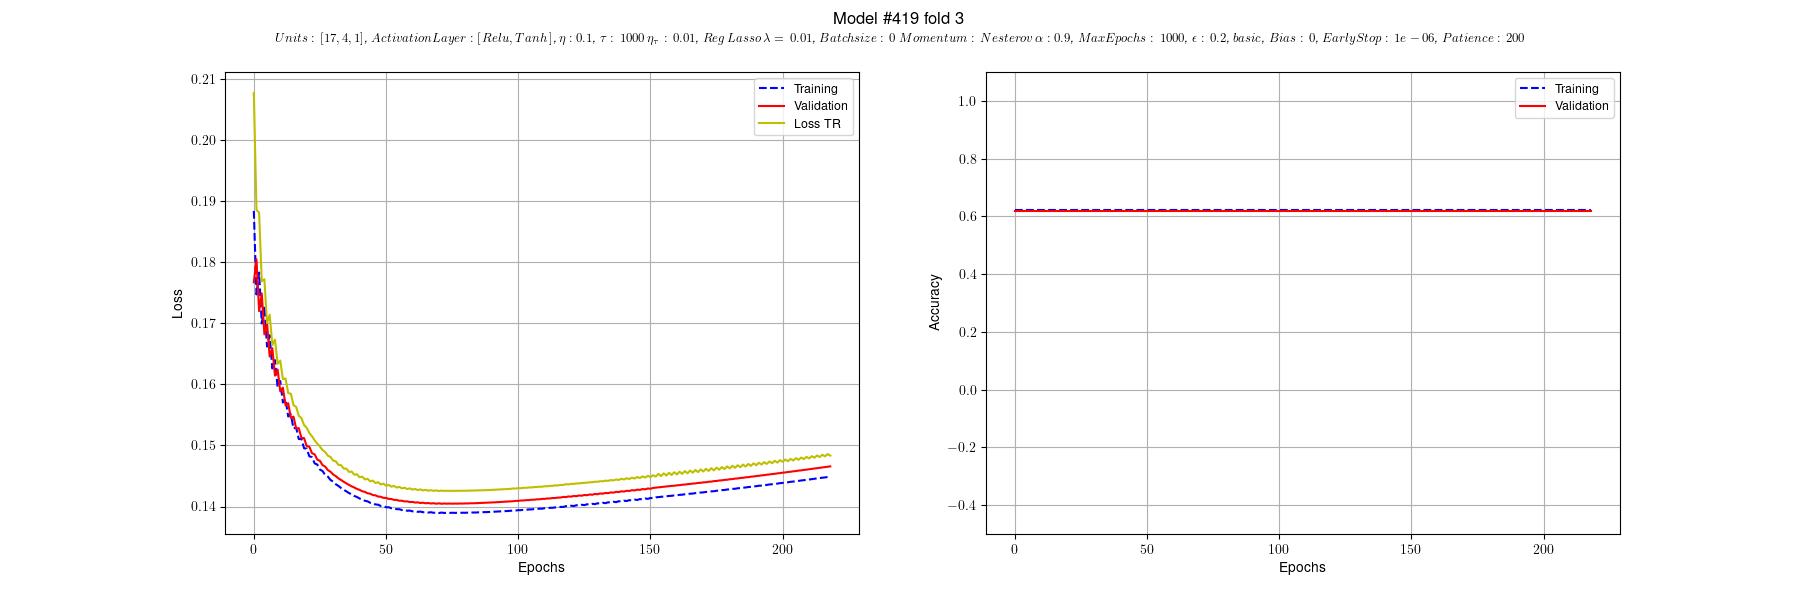 Model #419 fold 3
Units : [17, 4, 1], ActivationLayer : [Relu, Tanh], η : 0.1, τ : 1000 η_τ : 0.01, Reg Lasso λ = 0.01, Batchsize : 0 Momentum : Nesterov α : 0.9, MaxEpochs : 1000, ϵ : 0.2, basic, Bias : 0, EarlyStop : 1e − 06, Patience : 200
0.21
0.20
0.19
0.18
0.17
0.16
0.15
0.14
Loss
0
50
100
150
200
Epochs
Training
Validation
Loss TR
1.0
0.8
0.6
0.4
0.2
0.0
−0.2
−0.4
Accuracy
0
50
100
150
200
Epochs
Training
Validation